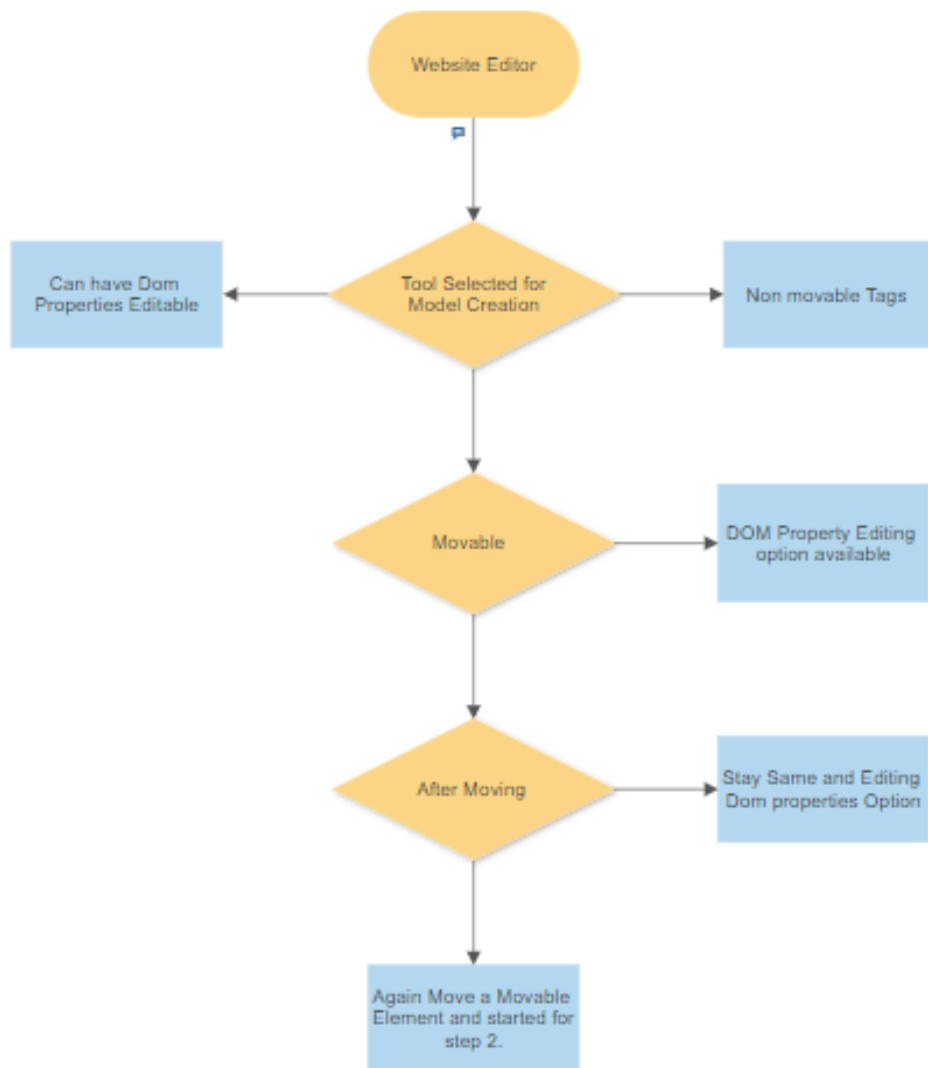 Website Editor
Can have Dom
Properties Editable
Tool Selected for
Model Creation
Non movable Tags
Movable
DOM Property Editing
option available
After Moving
Stay Same and Editing
Dom properties Option
Again Move a Movable
Element and started for
step 2.